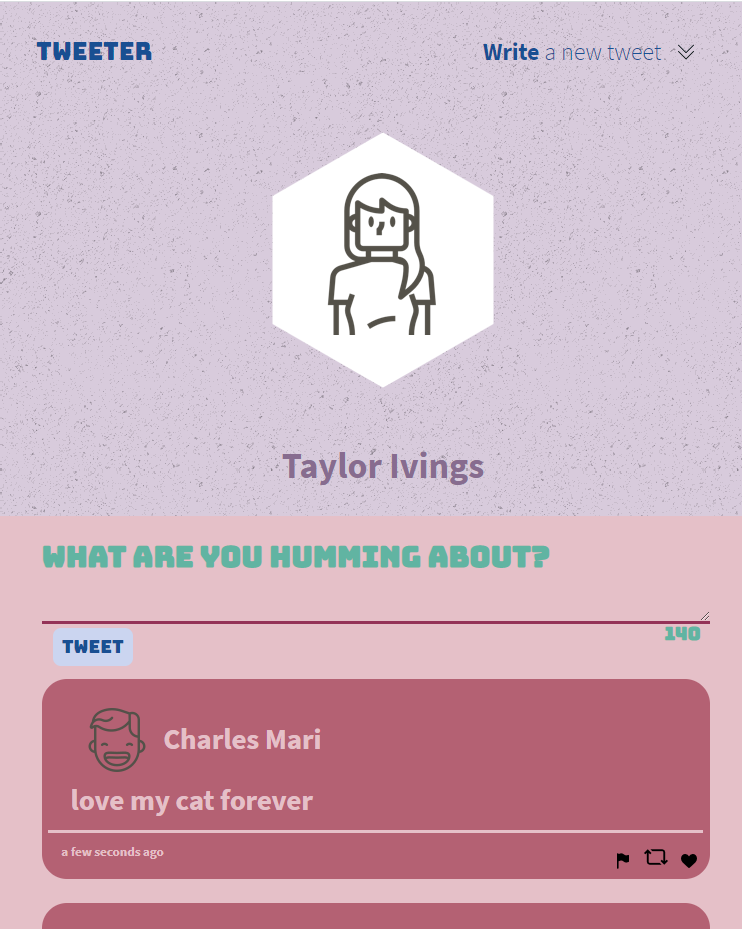 TWEETER
Write a new tweet
Taylor Ivings
WHAT ARE YOU HUMMING ABOUT?
140
TWEET
Charles Mari
love my cat forever
a few seconds ago